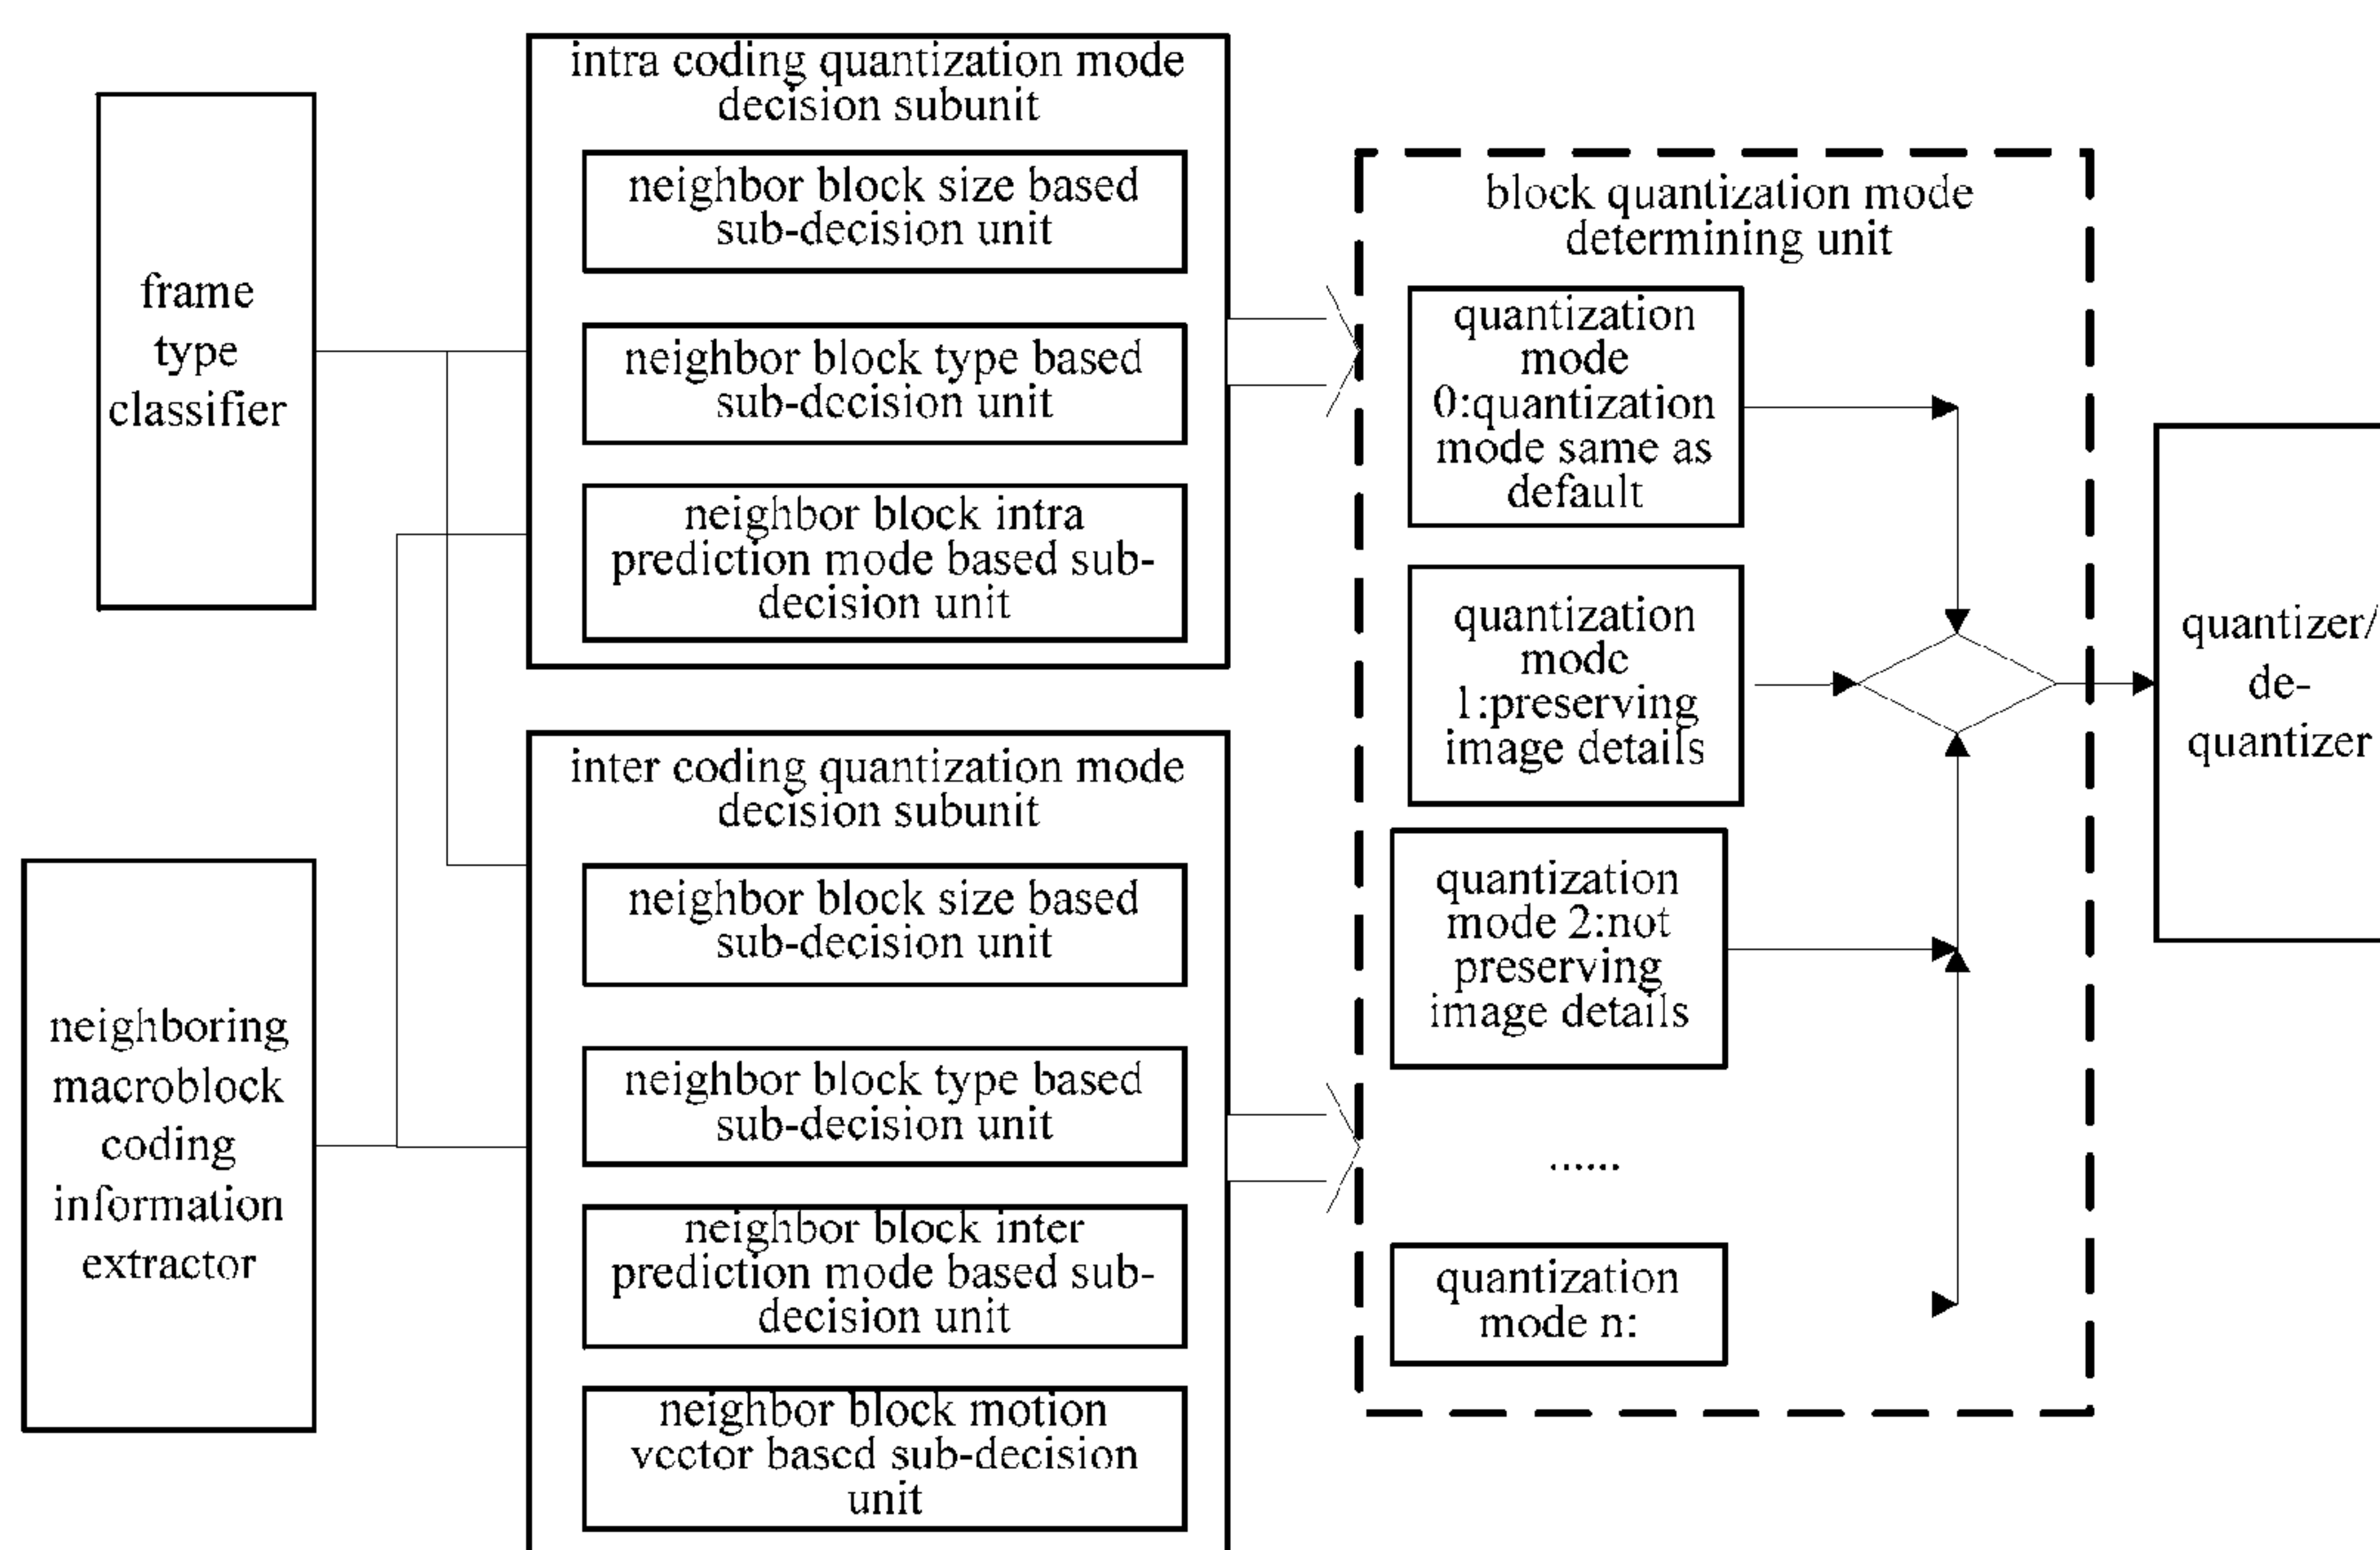 frame
type
classifier
neighboring
macroblock
coding
information
extractor
intra coding quantization mode
decision subunit
neighbor block size based
sub-decision unit
neighbor block type based
sub-decision unit
neighbor block intra
prediction mode based sub-
decision unit
inter coding quantization mode
decision subunit
neighbor block size based
sub-decision unit
neighbor block type based
sub-decision unit
neighbor block inter
prediction mode based sub-
decision unit
neighbor block motion
vector based sub-decision
unit
block quantization mode
determining unit
quantization
mode
0:quantization
mode same as
default
quantization
mode
1:preserving
image details
quantization
mode 2:not
preserving
image details
......
quantization
mode n:
quantizer/
de-
quantizer